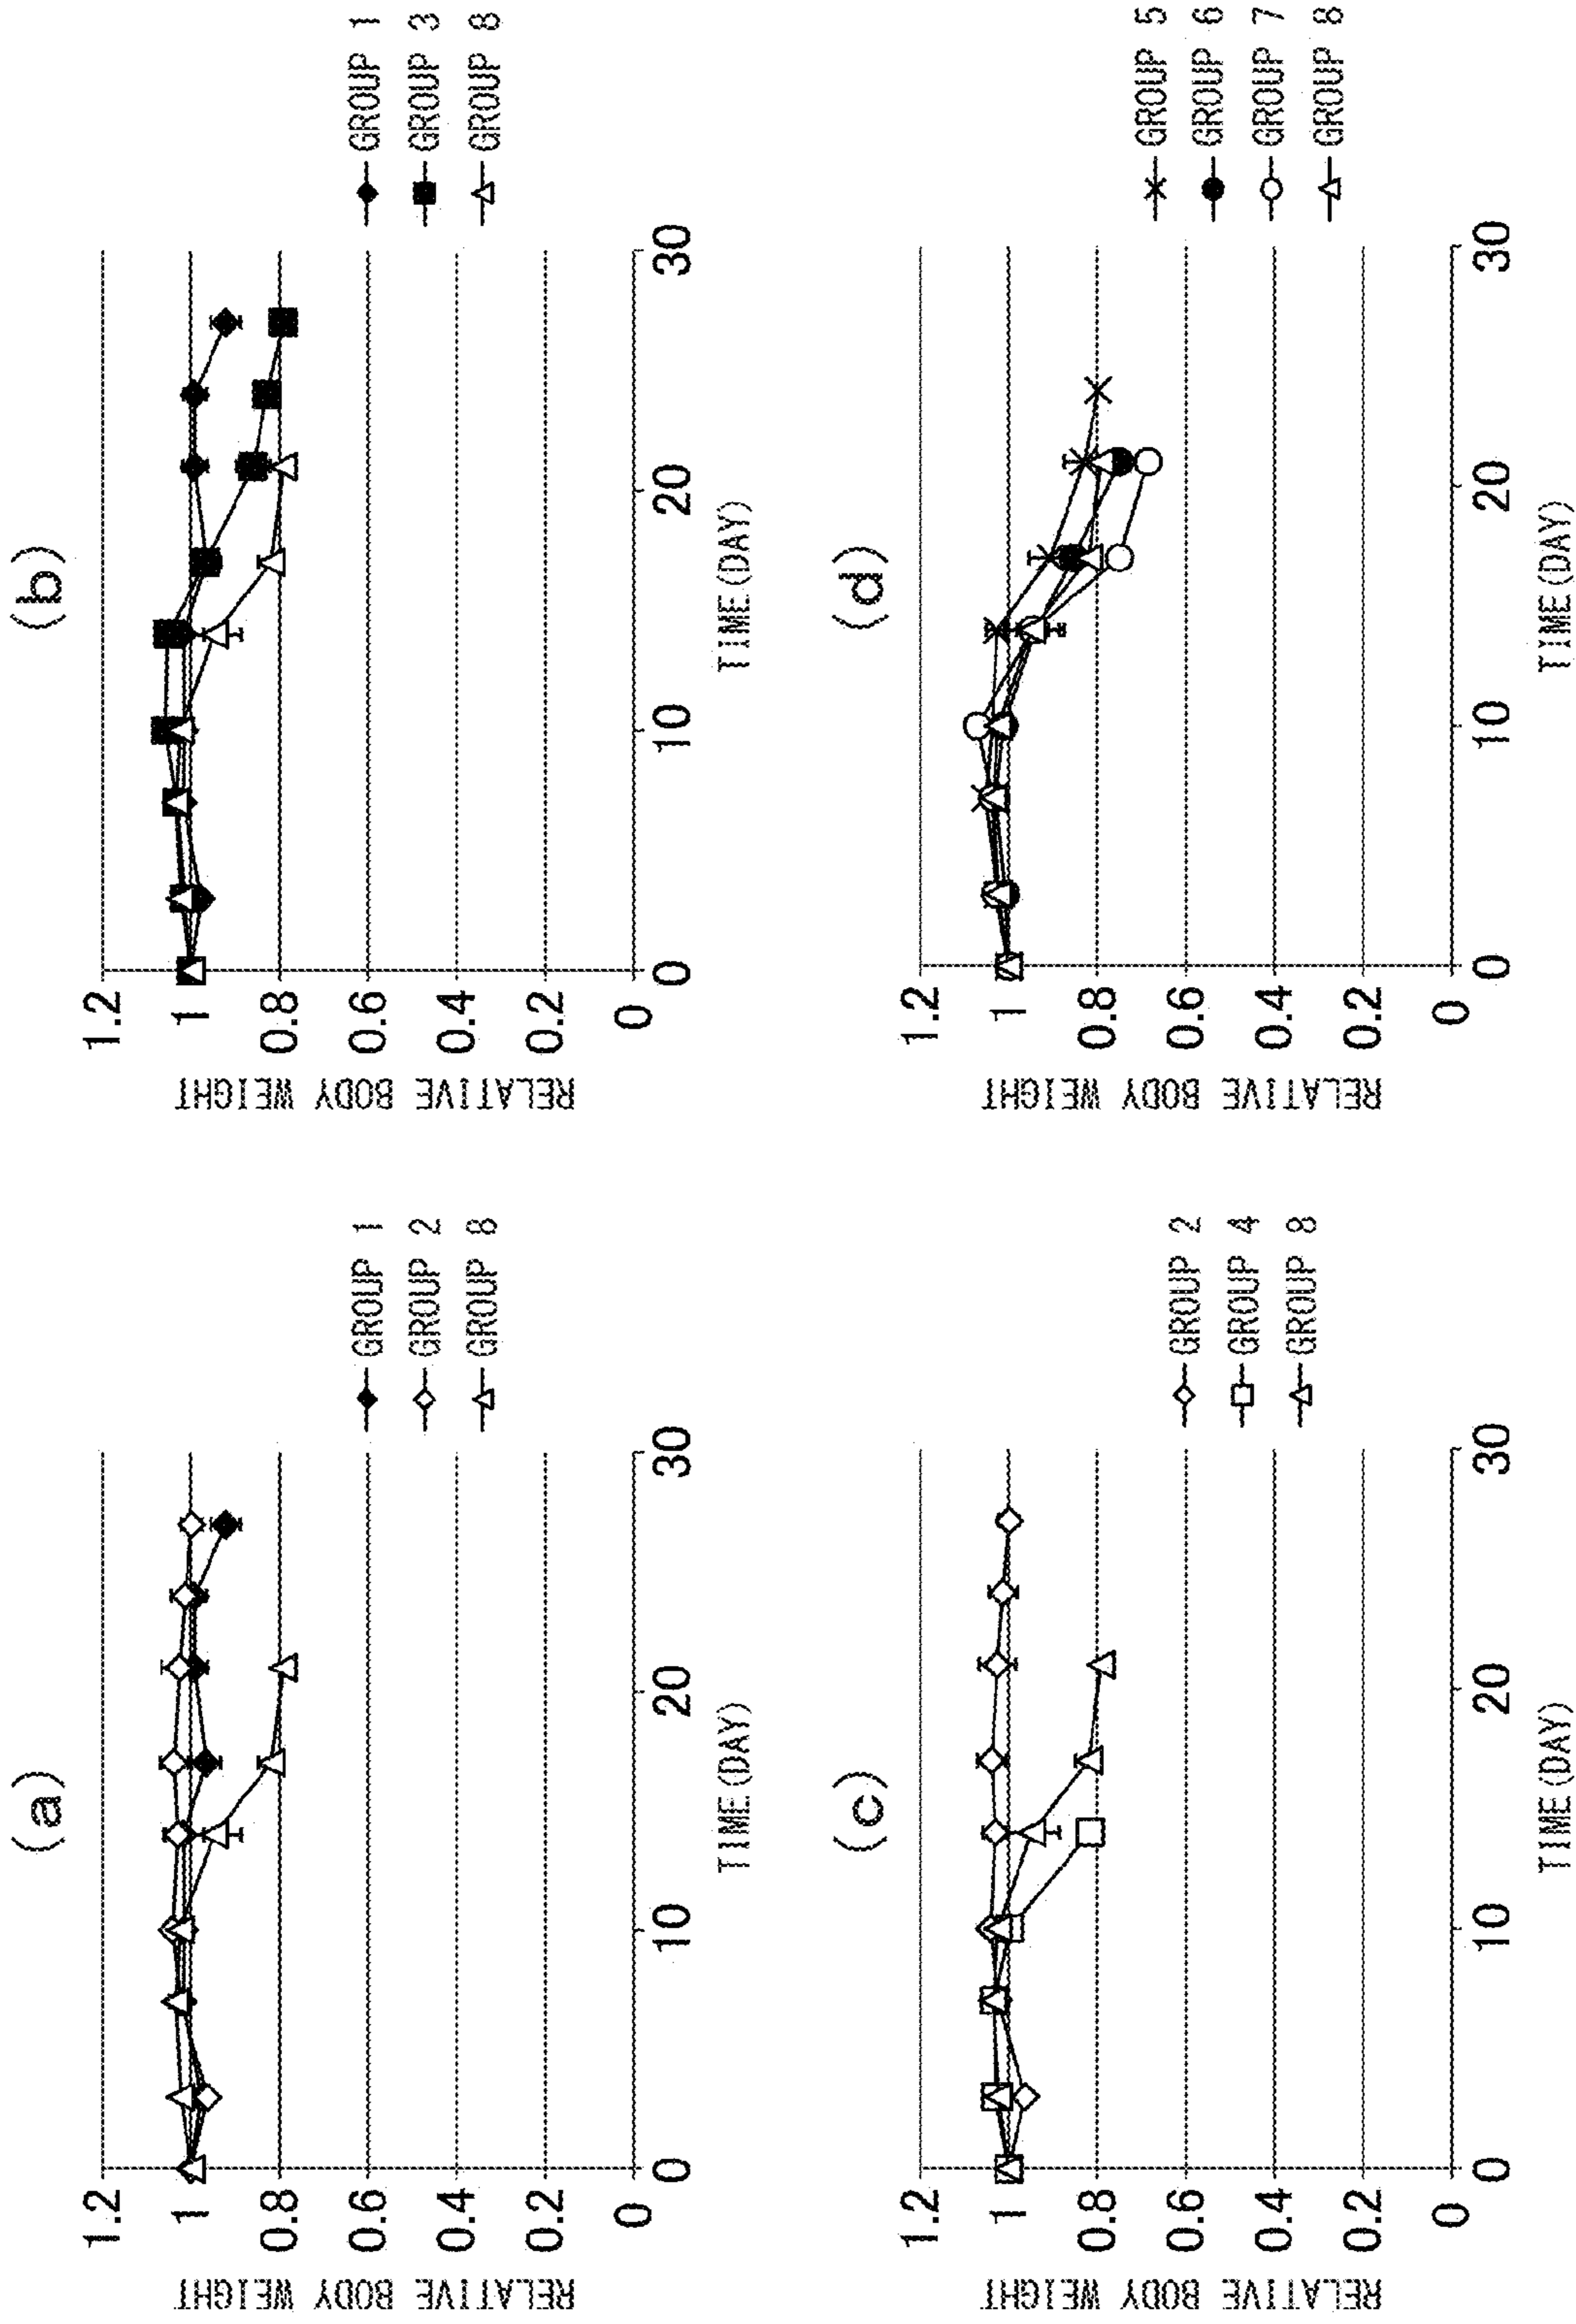 (a)
RELATIVE BODY WEIGHT
1.2
1
0.8
0.6
0.4
0.2
0
0 10 20 30
TIME(DAY)
GROUP 1
GROUP 2
GROUP 8
(b)
RELATIVE BODY WEIGHT
1.2
1
0.8
0.6
0.4
0.2
0
0 10 20 30
TIME(DAY)
GROUP 1
GROUP 3
GROUP 8
(c)
RELATIVE BODY WEIGHT
1.2
1
0.8
0.6
0.4
0.2
0
0 10 20 30
TIME(DAY)
GROUP 2
GROUP 4
GROUP 8
(d)
RELATIVE BODY WEIGHT
1.2
1
0.8
0.6
0.4
0.2
0
0 10 20 30
TIME(DAY)
GROUP 5
GROUP 6
GROUP 7
GROUP 8